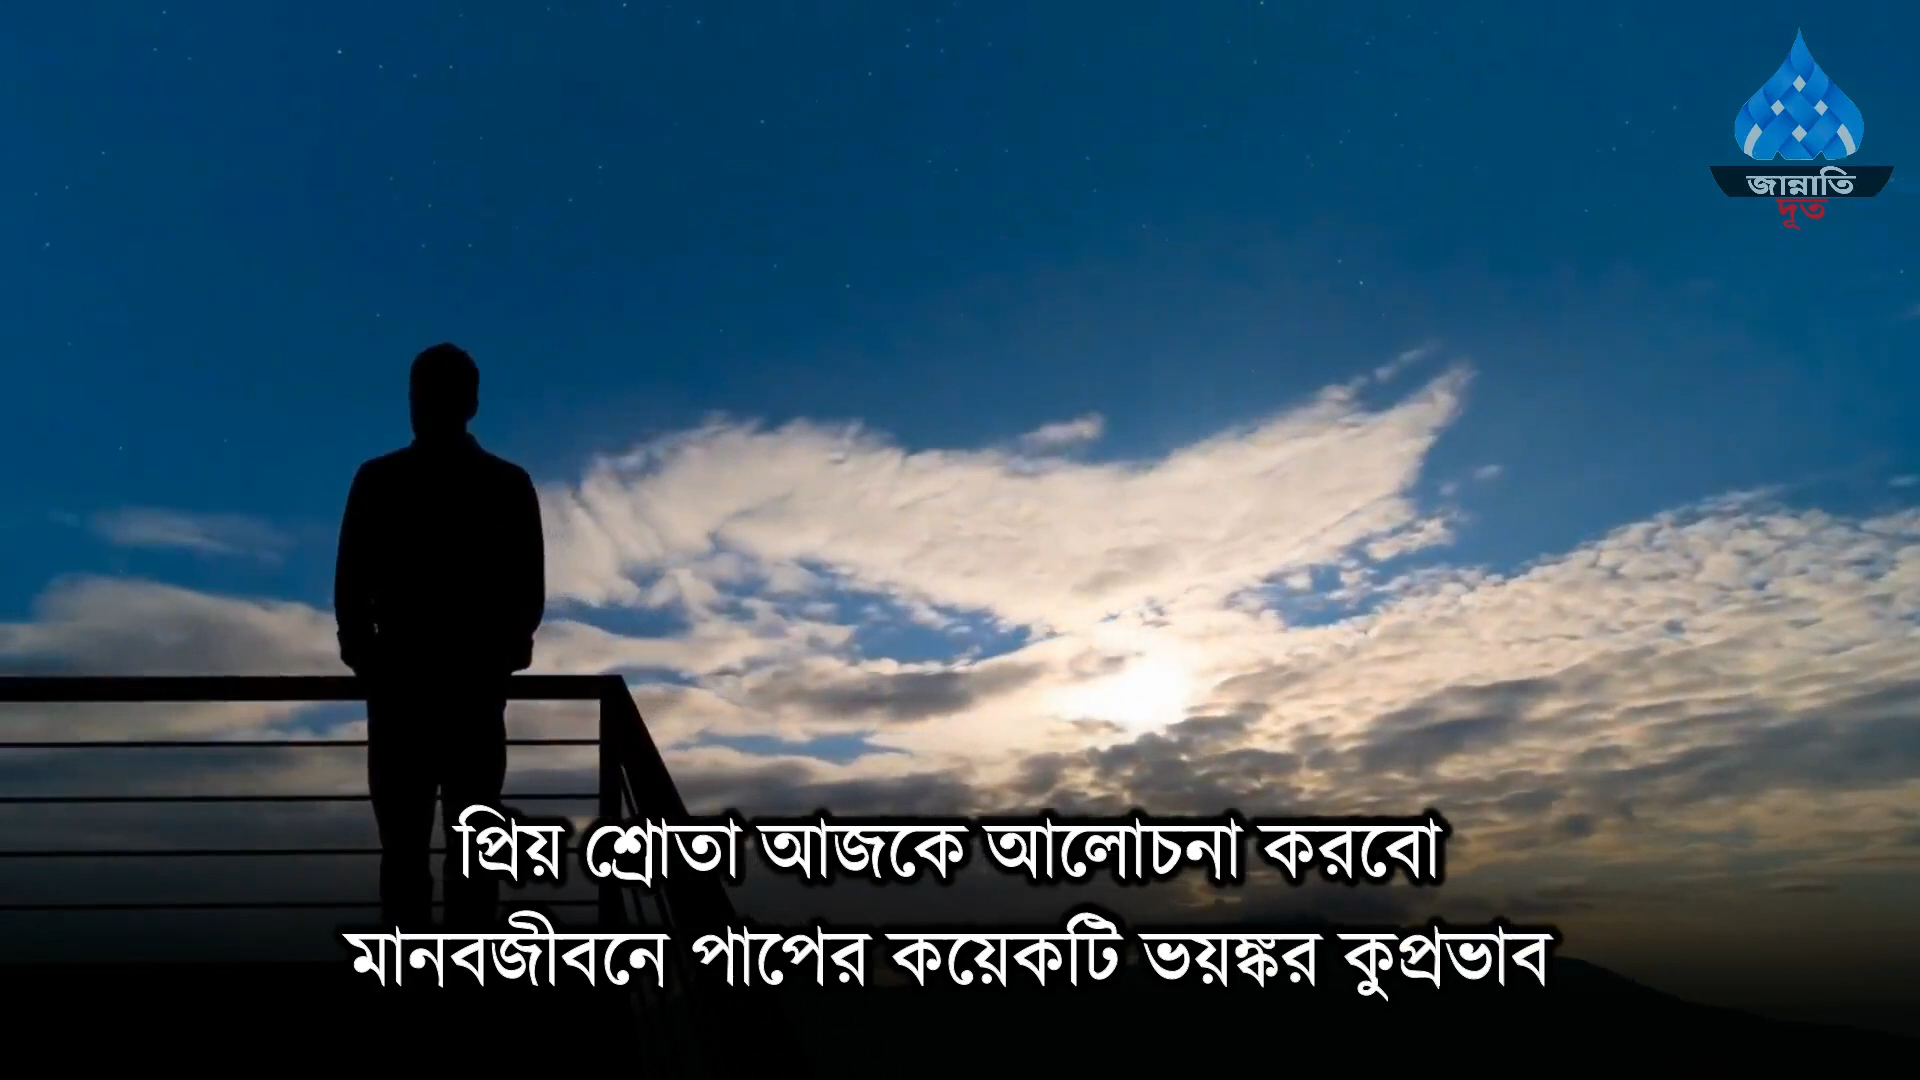 জান্নাতি
দূত
প্রিয় শ্রোতা আজকে আলোচনা করবো
মানবজীবনে পাপের কয়েকটি ভয়ঙ্কর কুপ্রভাব